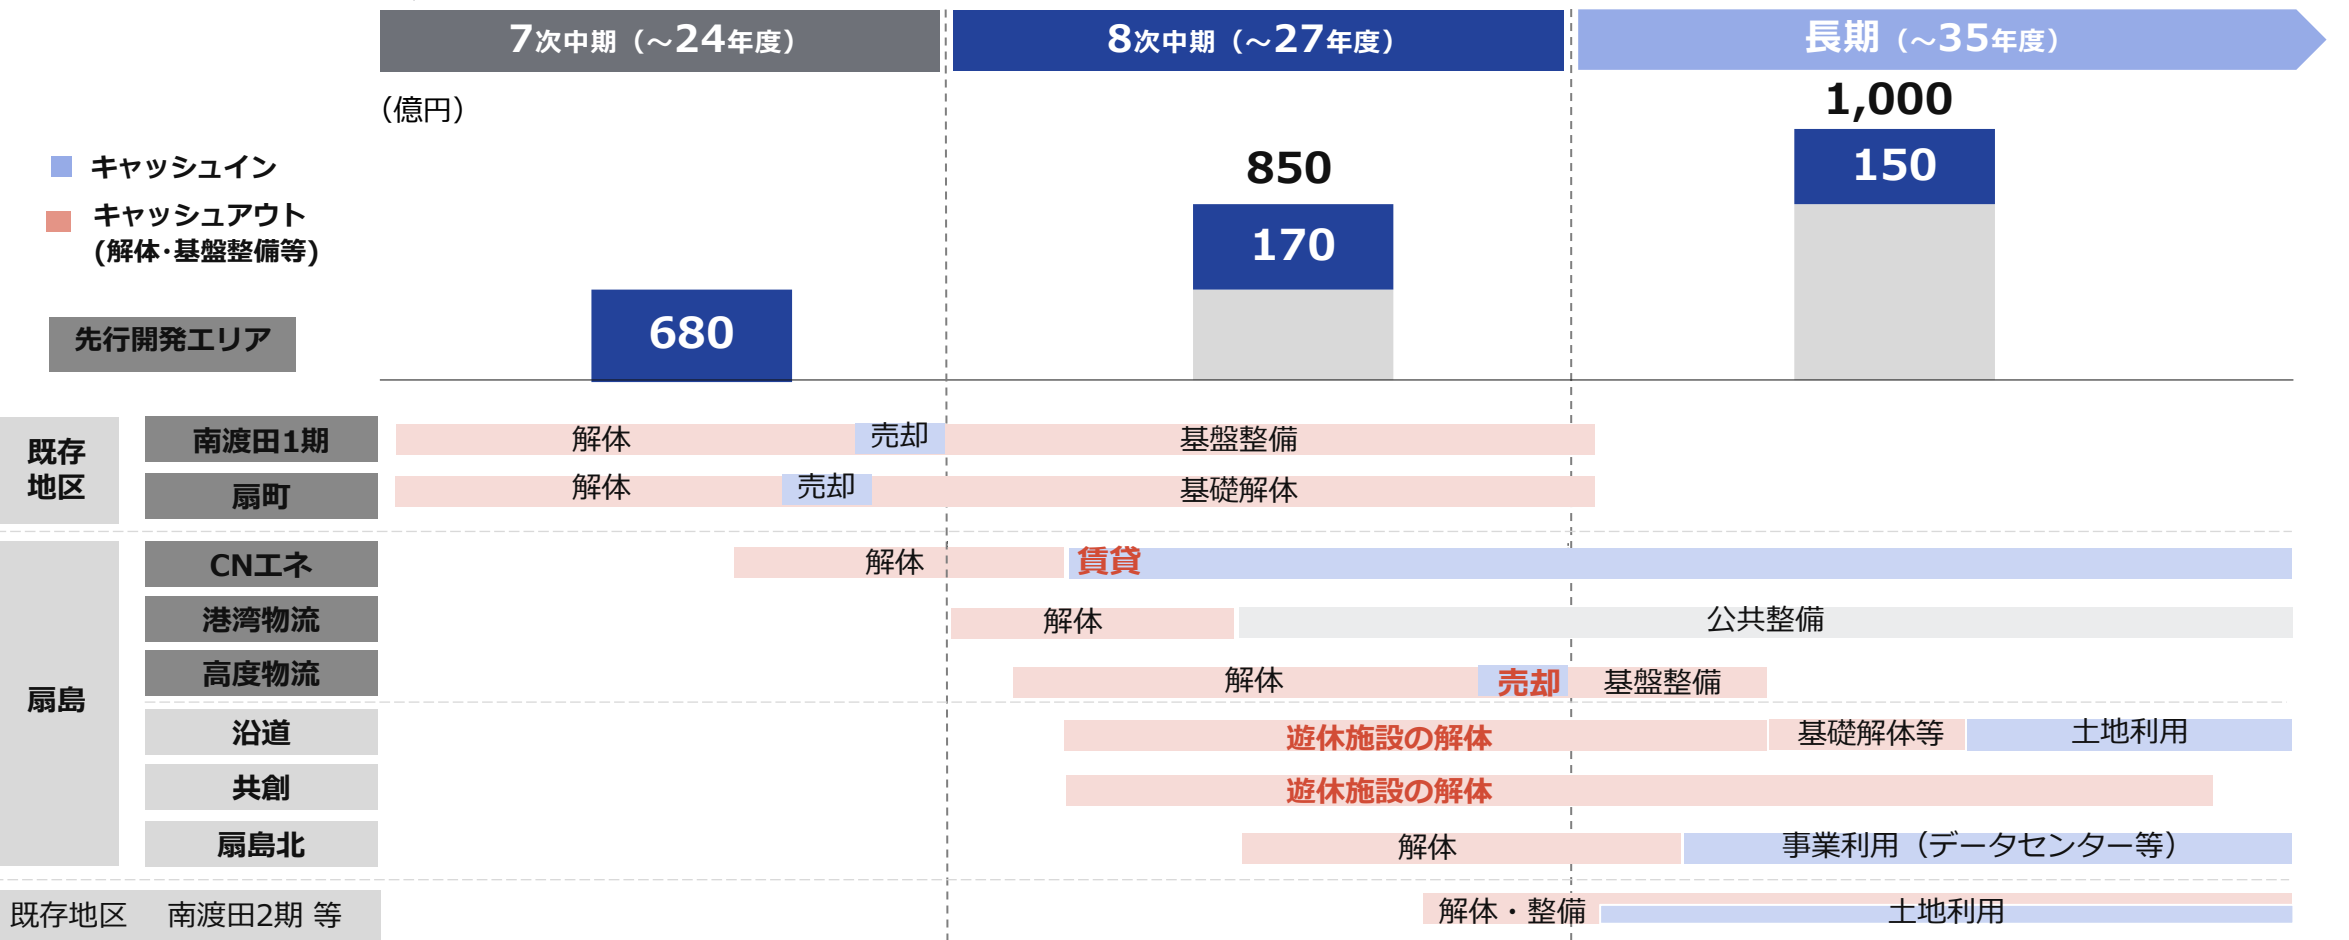 7次中期（～24年度）
8次中期（～27年度）
長期（～35年度）
（億円）
キャッシュイン
キャッシュアウト
(解体･基盤整備等)
先行開発エリア
680
850
170
1,000
150
既存
地区
南渡田1期
解体
売却
基盤整備
扇町
解体
売却
基礎解体
扇島
CNエネ
解体
賃貸
港湾物流
解体
公共整備
高度物流
解体
売却
基盤整備
沿道
遊休施設の解体
基礎解体等
土地利用
共創
遊休施設の解体
扇島北
解体
事業利用（データセンター等）
既存地区 南渡田2期 等
解体・整備
土地利用